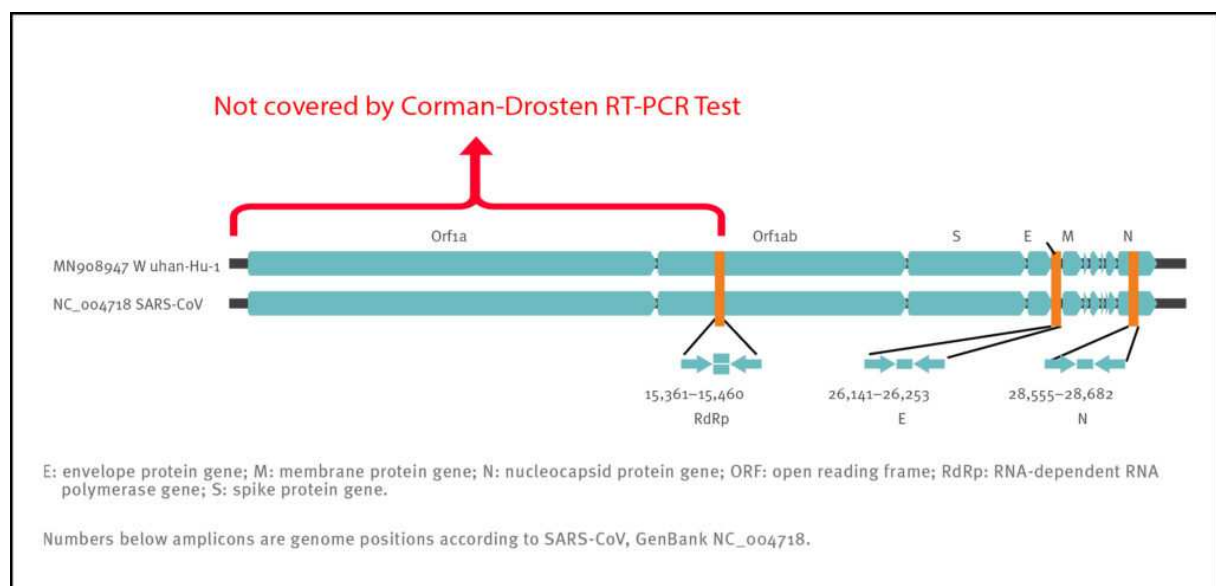 Not covered by Corman-Drosten RT-PCR Test
Orf1a Orf1ab S E M N
MN908947 W uhan-Hu-1
NC_004718 SARS-CoV
15,361–15,460 26,141–26,253 28,555–28,682
RdRp E N
E: envelope protein gene; M: membrane protein gene; N: nucleocapsid protein gene; ORF: open reading frame; RdRp: RNA-dependent RNA
polymerase gene; S: spike protein gene.
Numbers below amplicons are genome positions according to SARS-CoV, GenBank NC_004718.